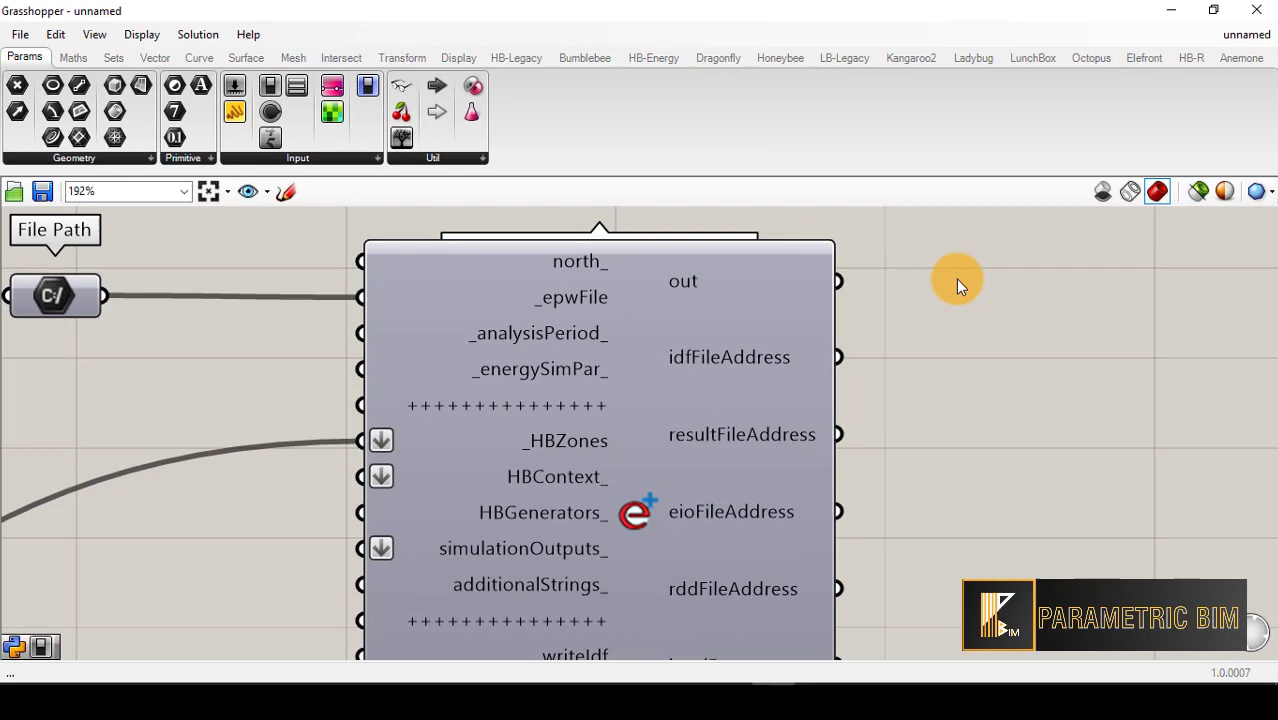 Grasshopper - unnamed
File Edit View Display Solution Help unnamed
Params Maths Sets Vector Curve Surface Mesh Intersect Transform Display HB-Legacy Bumblebee HB-Energy Dragonfly Honeybee LB-Legacy Kangaroo2 Ladybug LunchBox Octopus Elefront HB-R Anemone
Geometry Primitive Input Util
192%
File Path
C:/
north_
_epwFile
_analysisPeriod_
_energySimPar_
+++++++++++++++
_HBZones
HBContext_
HBGenerators_
simulationOutputs_
additionalStrings_
+++++++++++++++
writeIdf
out
idfFileAddress
resultFileAddress
eioFileAddress
rddFileAddress
BIM
PARAMETRIC BIM
...
1.0.0007